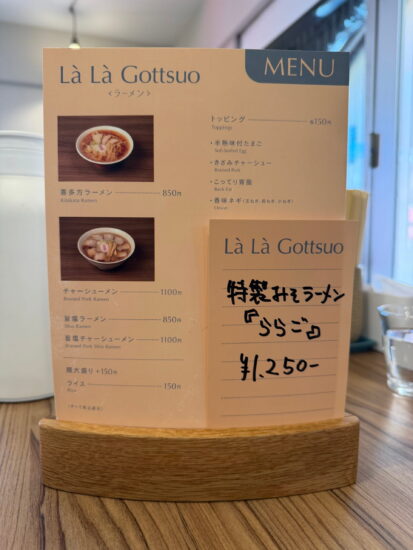 Là Là Gottsuo
<ラーメン>
MENU
喜多方ラーメン 850円
Kitakata Ramen
チャーシューメン 1100円
Roasted Pork Ramen
旨塩ラーメン 850円
Shio Ramen
旨塩チャーシューメン 1100円
Roasted Pork Shio Ramen
麺大盛り +150円
ライス 150円
Rice
トッピング 各150円
Toppings
・半熟味付たまご
Soft-boiled Egg
・きざみチャーシュー
Roasted Pork
・こってり背脂
Back Fat
・香味ネギ
Là Là Gottsuo
特製みそラーメン
『ららご』
¥1,250-